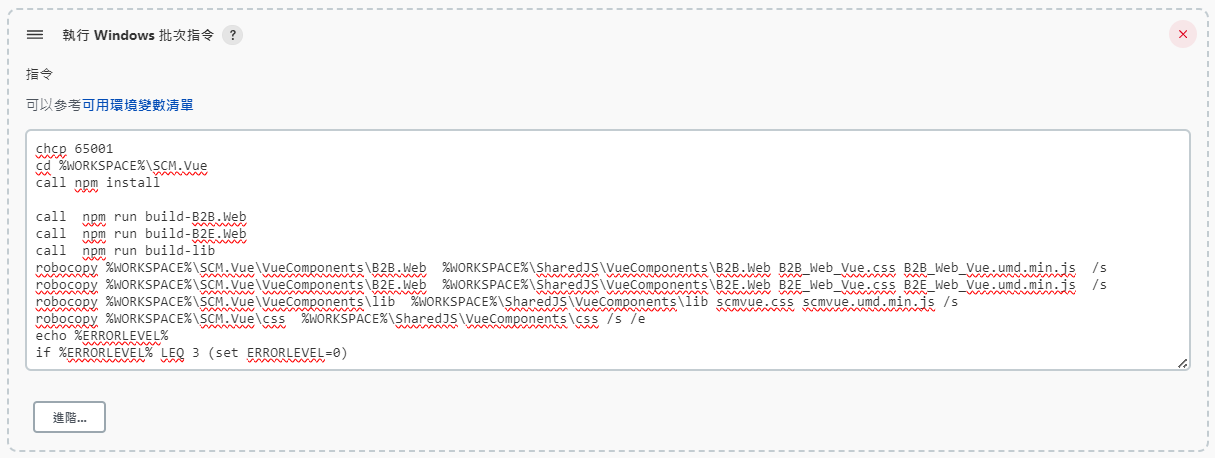 執行 Windows 批次指令 ?
指令
可以參考可用環境變數清單
chcp 65001
cd %WORKSPACE%\SCM.Vue
call npm install
call  npm run build-B2B.Web
call  npm run build-B2E.Web
call  npm run build-lib
robocopy %WORKSPACE%\SCM.Vue\VueComponents\B2B.Web  %WORKSPACE%\SharedJS\VueComponents\B2B.Web B2B_Web_Vue.css B2B_Web_Vue.umd.min.js  /s
robocopy %WORKSPACE%\SCM.Vue\VueComponents\B2E.Web  %WORKSPACE%\SharedJS\VueComponents\B2E.Web B2E_Web_Vue.css B2E_Web_Vue.umd.min.js  /s
robocopy %WORKSPACE%\SCM.Vue\VueComponents\lib  %WORKSPACE%\SharedJS\VueComponents\lib scmvue.css scmvue.umd.min.js /s
robocopy %WORKSPACE%\SCM.Vue\css  %WORKSPACE%\SharedJS\VueComponents\css /s /e
echo %ERRORLEVEL%
if %ERRORLEVEL% LEQ 3 (set ERRORLEVEL=0)
進階...